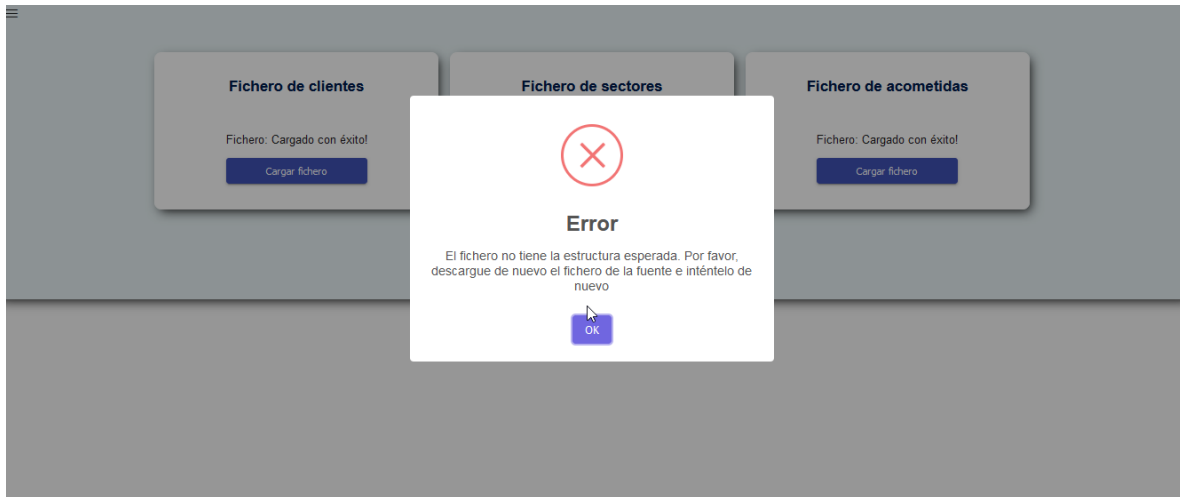 Fichero de clientes
Fichero: Cargado con éxito!
Cargar fichero
Fichero de sectores
Fichero de acometidas
Fichero: Cargado con éxito!
Cargar fichero
Error
El fichero no tiene la estructura esperada. Por favor,
descargue de nuevo el fichero de la fuente e inténtelo de
nuevo
OK